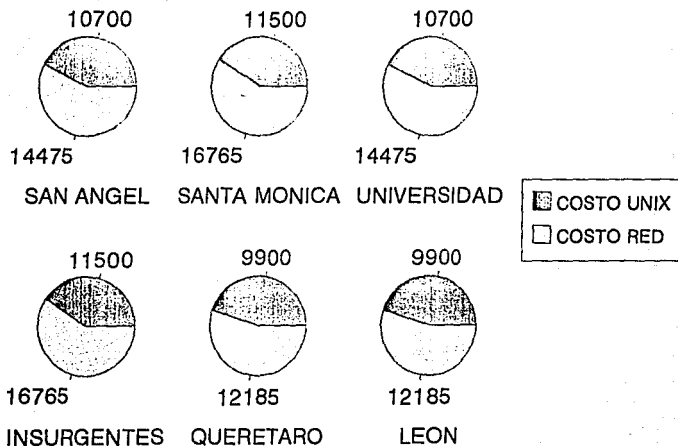 10700 11500 10700
14475 16765 14475
SAN ANGEL SANTA MONICA UNIVERSIDAD
COSTO UNIX
COSTO RED
11500 9900 9900
16765 12185 12185
INSURGENTES QUERETARO LEON